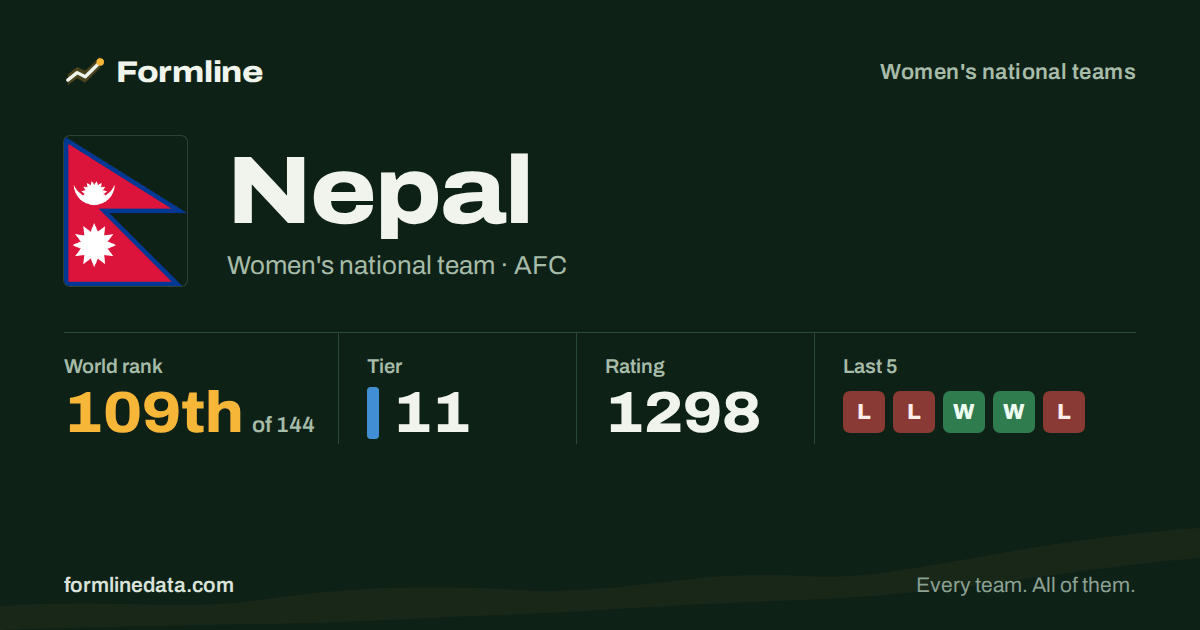 Formline
Women's national teams
Nepal
Women's national team · AFC
World rank
109th of 144
Tier
11
Rating
1298
Last 5
L L W W L
formlinedata.com
Every team. All of them.